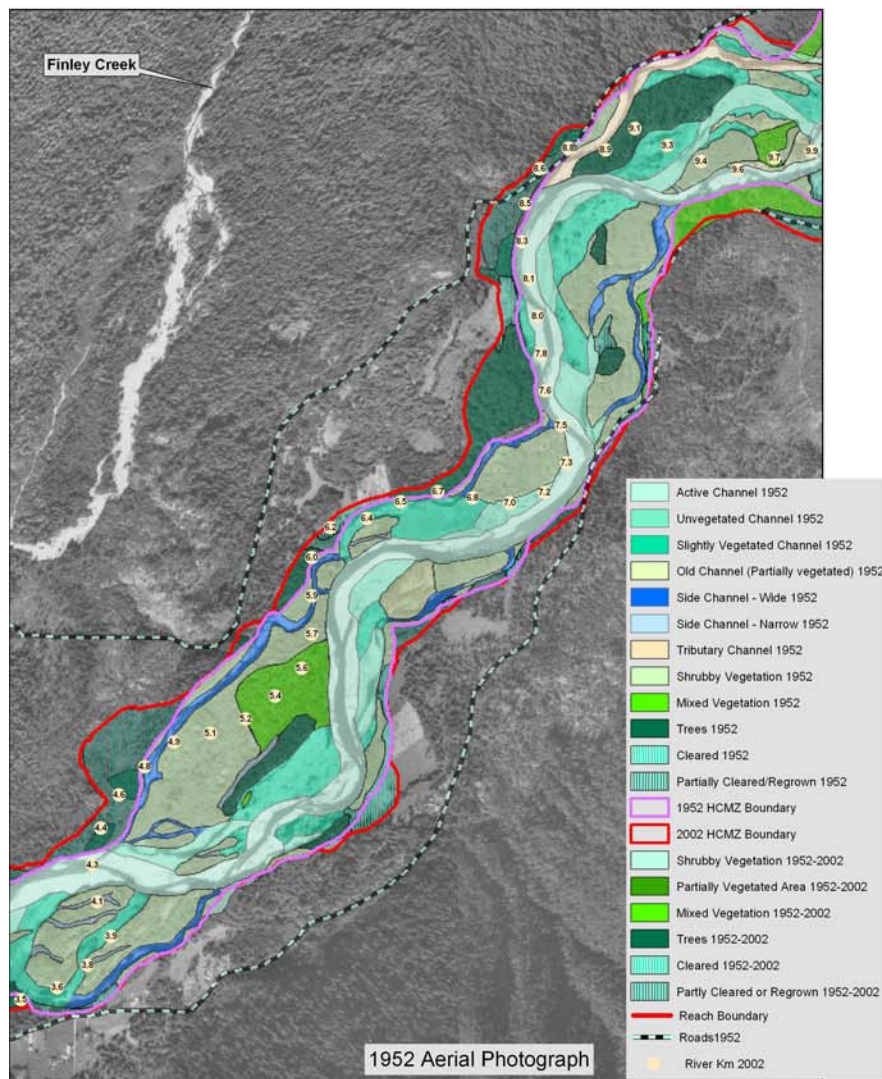 Finley Creek
9.1
8.8
8.9
9.3
9.9
8.6
9.4
9.7
9.6
8.5
8.3
8.1
8.0
7.8
7.6
7.5
7.3
7.2
6.7
6.8
7.0
6.5
6.4
6.2
6.0
5.9
5.7
5.6
5.4
5.2
5.1
4.9
4.8
4.6
4.4
4.3
4.1
3.9
3.8
3.6
3.5
Active Channel 1952
Unvegetated Channel 1952
Slightly Vegetated Channel 1952
Old Channel (Partially vegetated) 1952
Side Channel - Wide 1952
Side Channel - Narrow 1952
Tributary Channel 1952
Shrubby Vegetation 1952
Mixed Vegetation 1952
Trees 1952
Cleared 1952
Partially Cleared/Regrown 1952
1952 HCMZ Boundary
2002 HCMZ Boundary
Shrubby Vegetation 1952-2002
Partially Vegetated Area 1952-2002
Mixed Vegetation 1952-2002
Trees 1952-2002
Cleared 1952-2002
Partly Cleared or Regrown 1952-2002
Reach Boundary
Roads1952
River Km 2002
1952 Aerial Photograph